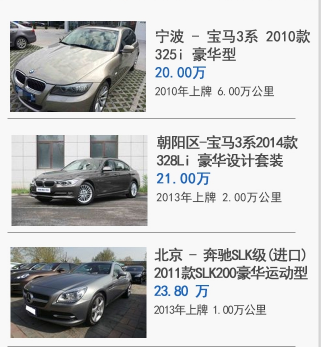 宁波 - 宝马3系 2010款
325i 豪华型
20.00万
2010年上牌 6.00万公里
朝阳区-宝马3系2014款
328Li 豪华设计套装
21.00万
2013年上牌 2.00万公里
北京 - 奔驰SLK级(进口)
2011款SLK200豪华运动型
23.80 万
2013年上牌 1.00万公里